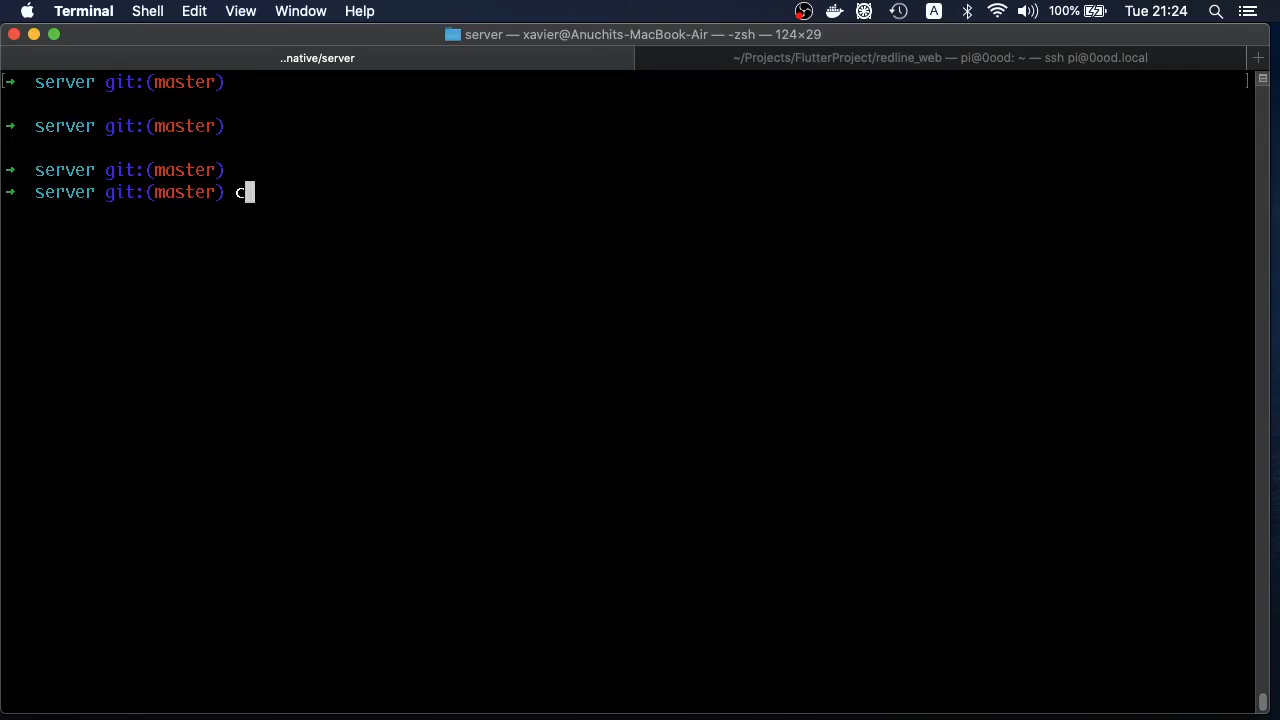 Terminal Shell Edit View Window Help A 100% Tue 21:24
server — xavier@Anuchits-MacBook-Air — -zsh — 124×29
..native/server ~/Projects/FlutterProject/redline_web — pi@0ood: ~ — ssh pi@0ood.local +
[➜ server git:(master) ]
➜ server git:(master)
➜ server git:(master)
➜ server git:(master) c